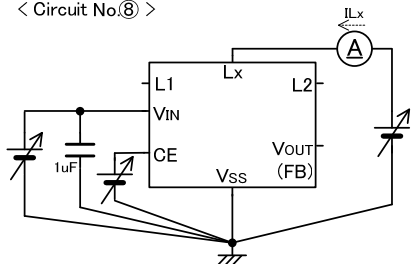 < Circuit No.⑧ >
ILx
A
L1
Lx
L2
VIN
CE
VOUT
(FB)
VSS
1uF